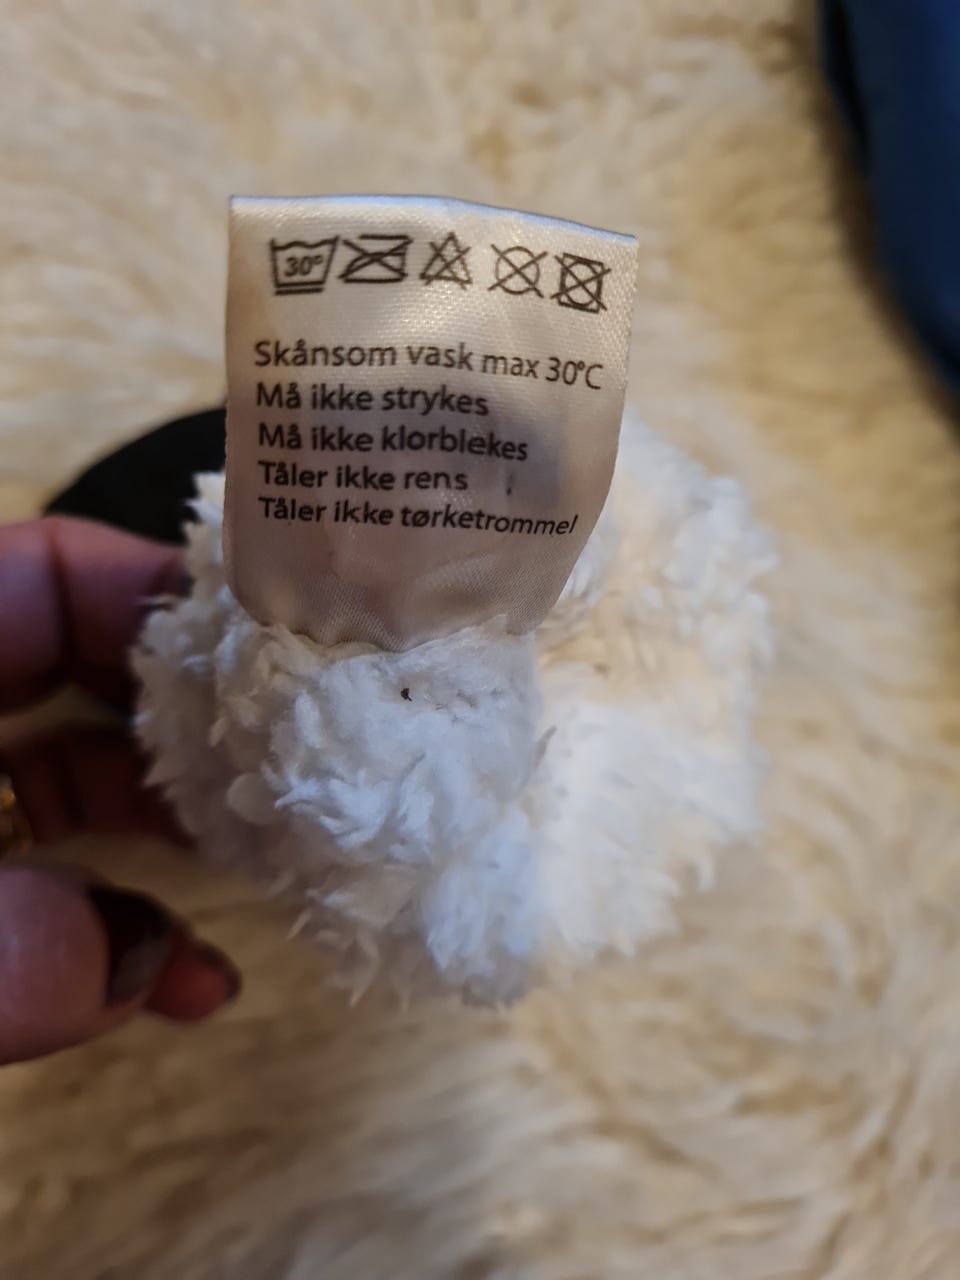 30°
Skånsom vask max 30°C
Må ikke strykes
Må ikke klorblekes
Tåler ikke rens
Tåler ikke tørketrommel